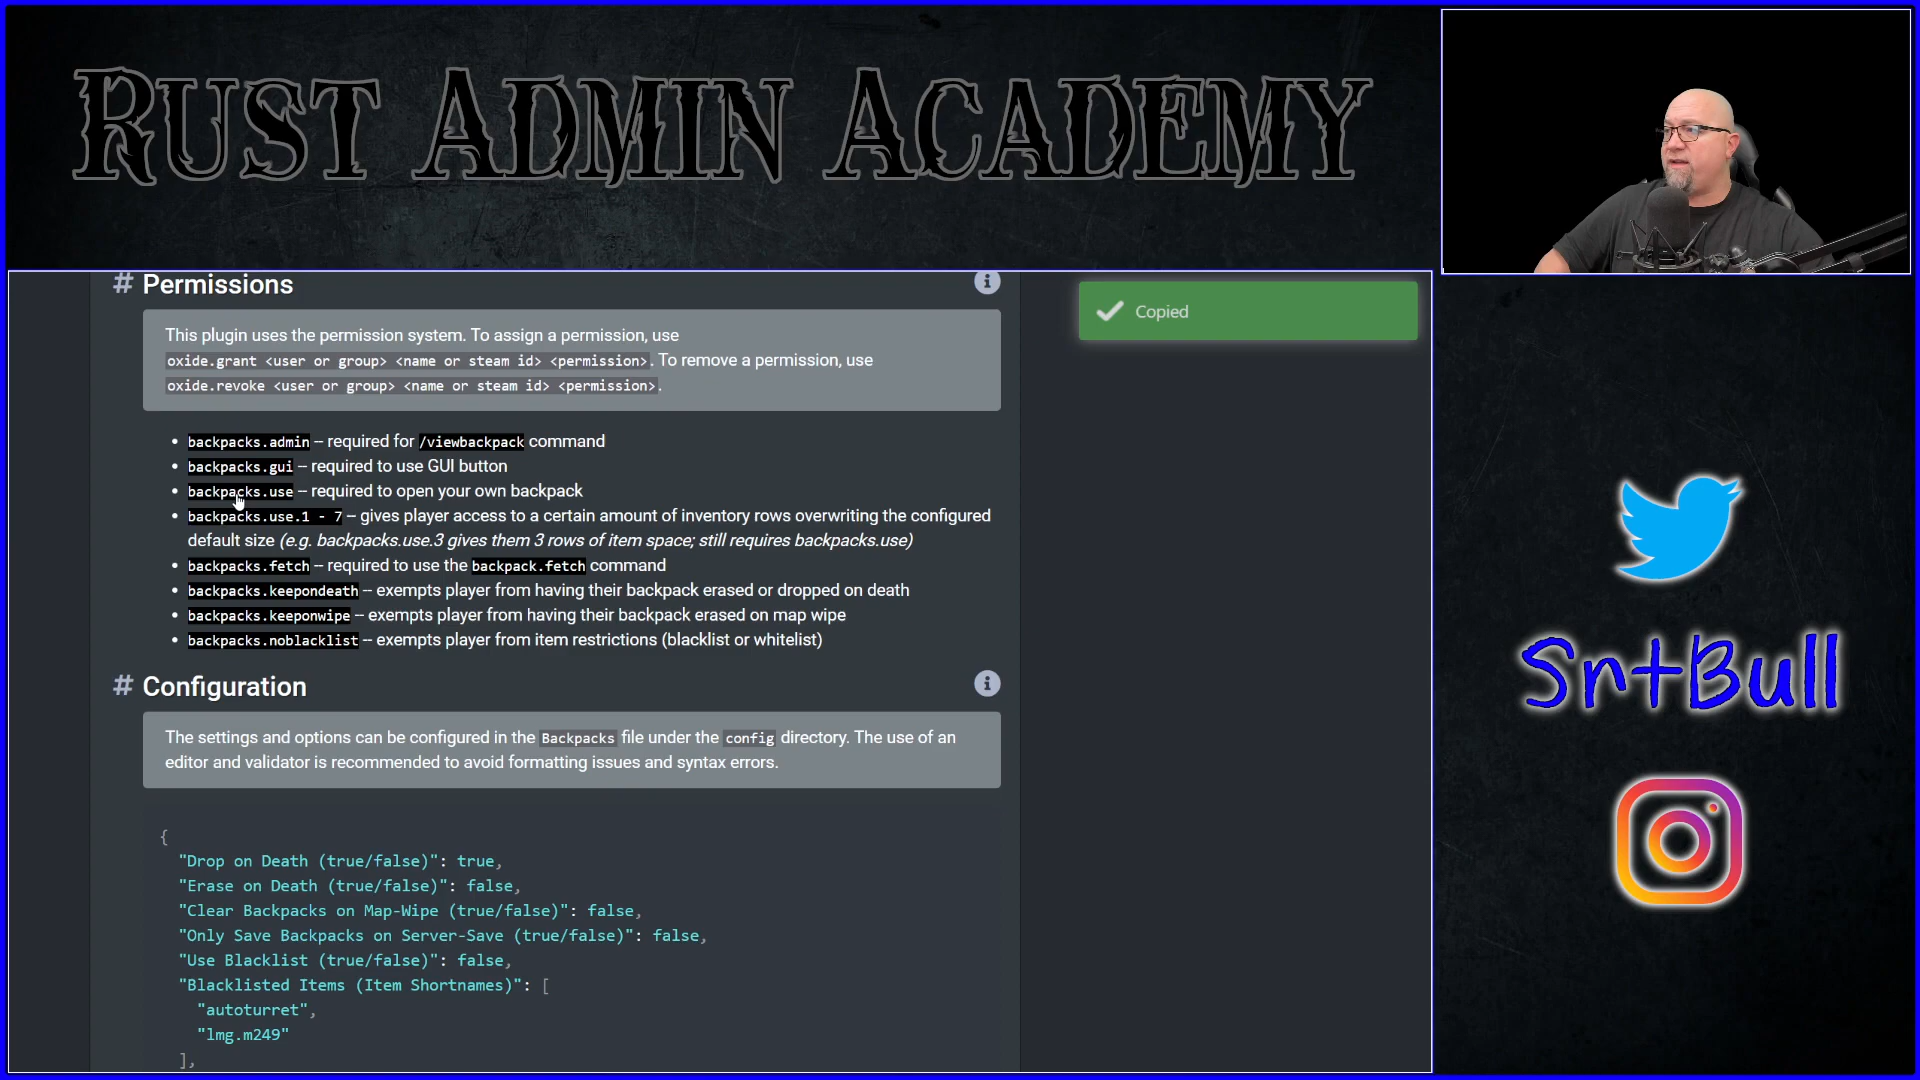 RUST ADMIN ACADEMY
# Permissions
Copied
This plugin uses the permission system. To assign a permission, use
oxide.grant <user or group> <name or steam id> <permission>. To remove a permission, use
oxide.revoke <user or group> <name or steam id> <permission>.
• backpacks.admin -- required for /viewbackpack command
• backpacks.gui -- required to use GUI button
• backpacks.use -- required to open your own backpack
• backpacks.use.1 - 7 -- gives player access to a certain amount of inventory rows overwriting the configured
default size (e.g. backpacks.use.3 gives them 3 rows of item space; still requires backpacks.use)
• backpacks.fetch -- required to use the backpack.fetch command
• backpacks.keepondeath -- exempts player from having their backpack erased or dropped on death
• backpacks.keeponwipe -- exempts player from having their backpack erased on map wipe
• backpacks.noblacklist -- exempts player from item restrictions (blacklist or whitelist)
# Configuration
The settings and options can be configured in the Backpacks file under the config directory. The use of an
editor and validator is recommended to avoid formatting issues and syntax errors.
{
"Drop on Death (true/false)": true,
"Erase on Death (true/false)": false,
"Clear Backpacks on Map-Wipe (true/false)": false,
"Only Save Backpacks on Server-Save (true/false)": false,
"Use Blacklist (true/false)": false,
"Blacklisted Items (Item Shortnames)": [
"autoturret",
"lmg.m249"
],
SntBull